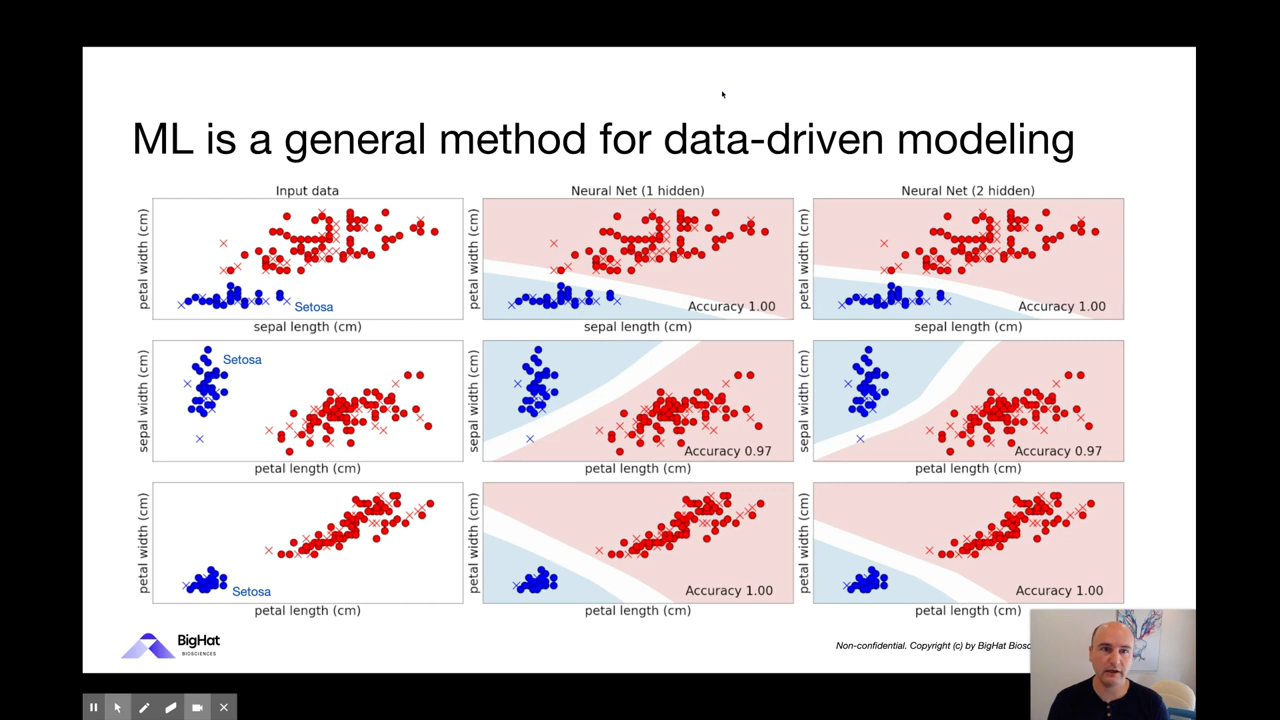 ML is a general method for data-driven modeling
Input data
Neural Net (1 hidden)
Neural Net (2 hidden)
petal width (cm)
Setosa
sepal length (cm)
petal width (cm)
Accuracy 1.00
sepal length (cm)
petal width (cm)
Accuracy 1.00
sepal length (cm)
sepal width (cm)
Setosa
petal length (cm)
sepal width (cm)
Accuracy 0.97
petal length (cm)
sepal width (cm)
Accuracy 0.97
petal length (cm)
petal width (cm)
Setosa
petal length (cm)
petal width (cm)
Accuracy 1.00
petal length (cm)
petal width (cm)
Accuracy 1.00
petal length (cm)
BigHat
BIOSCIENCES
Non-confidential. Copyright (c) by BigHat Biosc